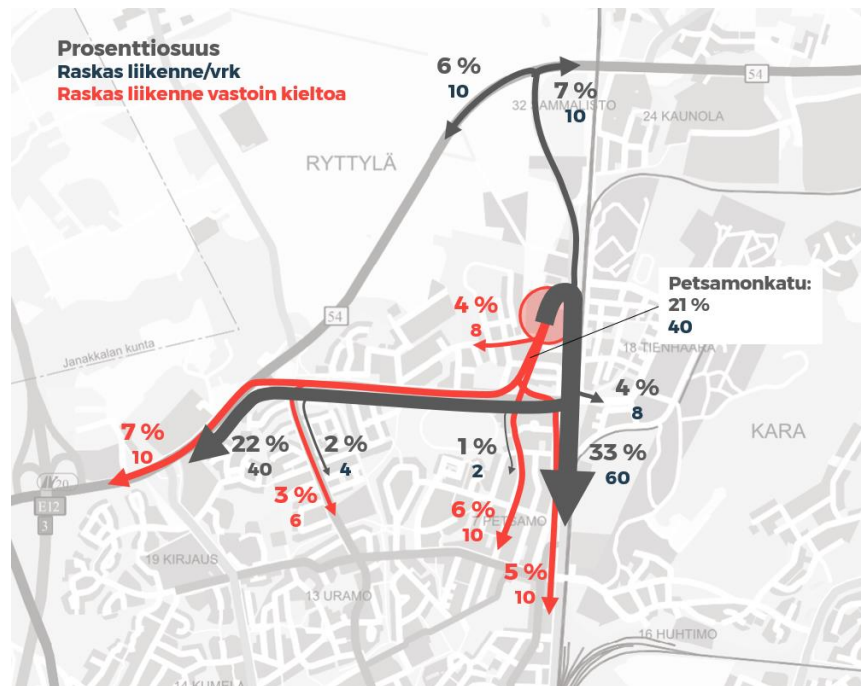 Prosenttiosuus
Raskas liikenne/vrk
Raskas liikenne vastoin kieltoa
6 %
10
54
7 %
32 SAMMALISTO
10
24 KAUNOLA
RYTTYLÄ
Petsamonkatu:
21 %
40
4 %
8
54
18 TIENHAARA
Janakkalan kunta
4 %
8
KARA
7 %
10
22 %
40
2 %
4
1 %
2
33 %
60
3 %
6
6 %
10
7 PETSAMO
E12
3
19 KIRJAUS
5 %
10
13 URAMO
16 HUHTIMO
14 KUMELA